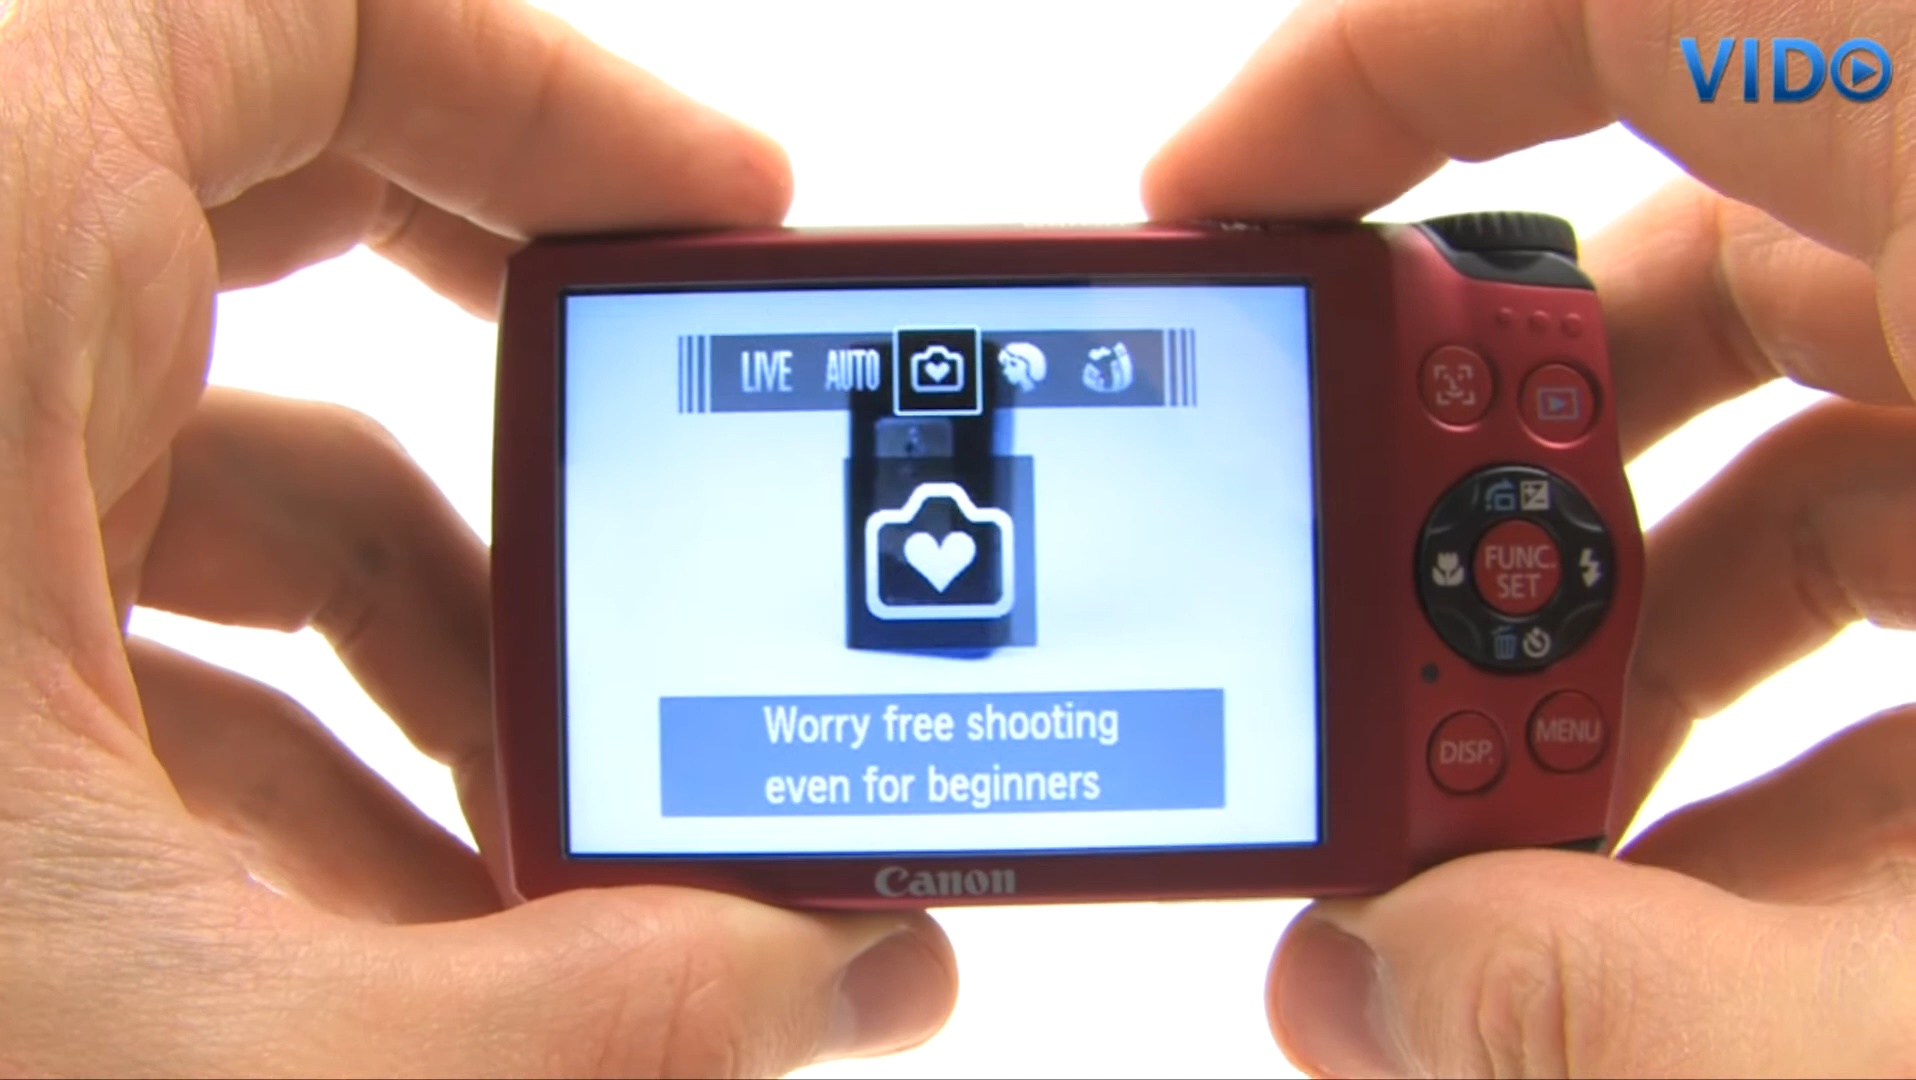 VIDO
LIVE AUTO
Worry free shooting
even for beginners
Canon
FUNC.
SET
DISP.
MENU